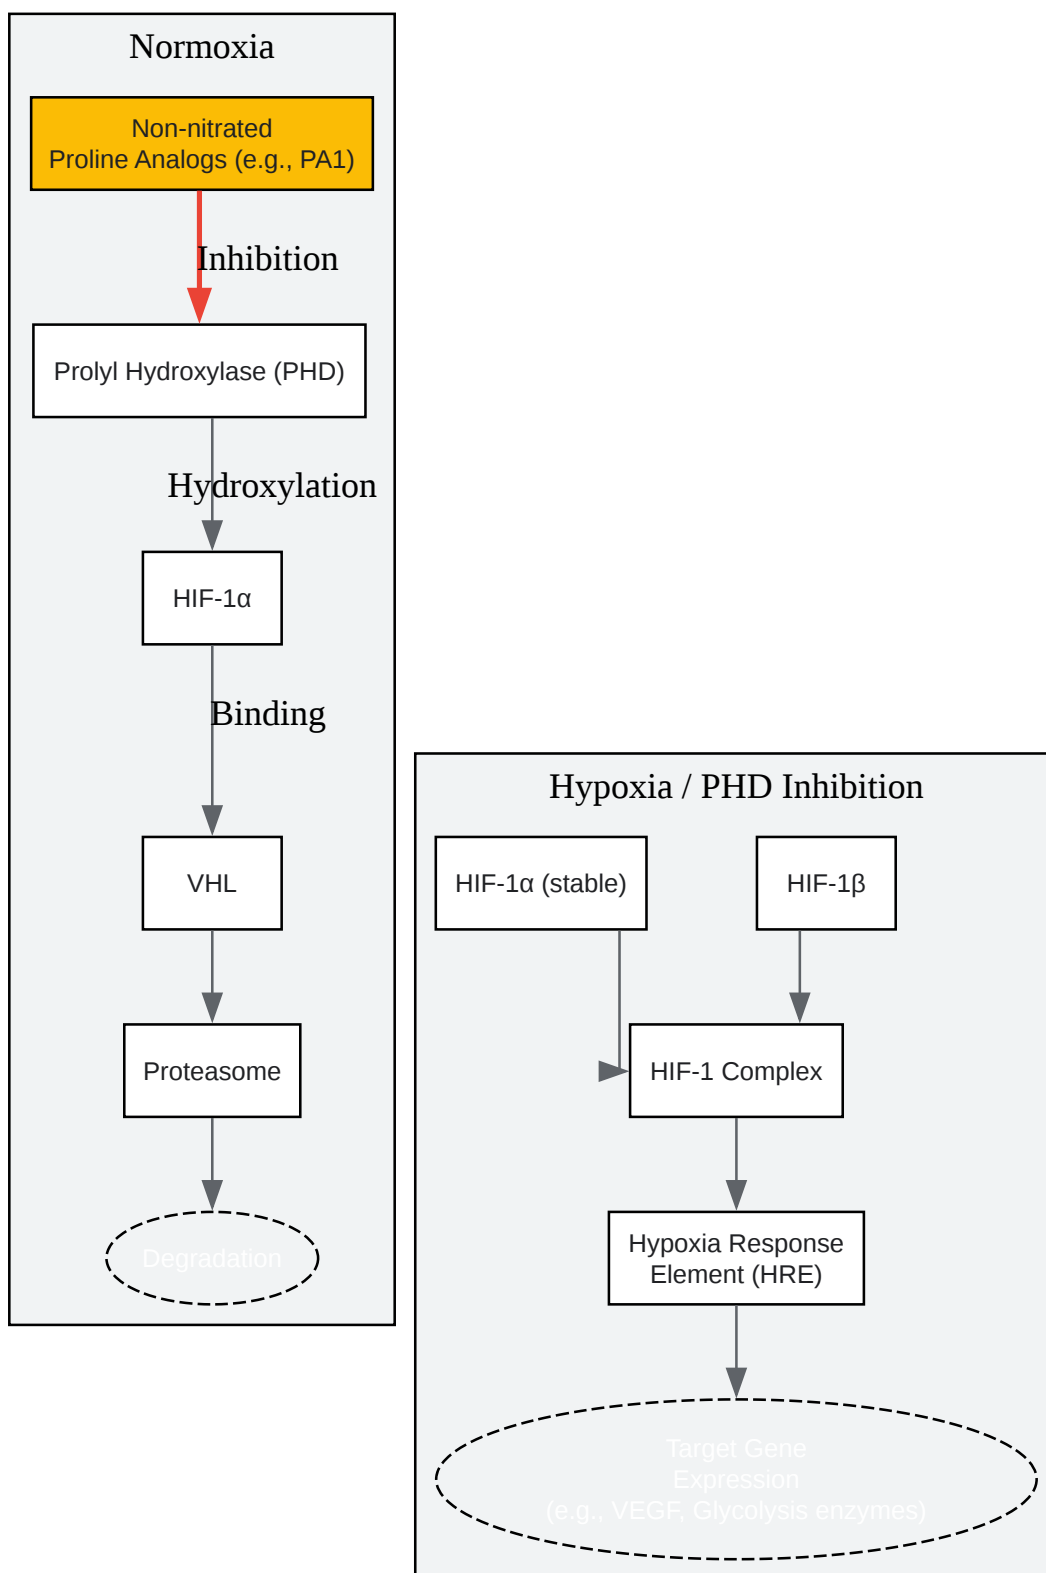 Normoxia
Non-nitrated
Proline Analogs (e.g., PA1)
Inhibition
Prolyl Hydroxylase (PHD)
Hydroxylation
HIF-1α
Binding
VHL
Proteasome
Degradation
Hypoxia / PHD Inhibition
HIF-1α (stable)
HIF-1β
HIF-1 Complex
Hypoxia Response
Element (HRE)
Target Gene
Expression
(e.g., VEGF, Glycolysis enzymes)